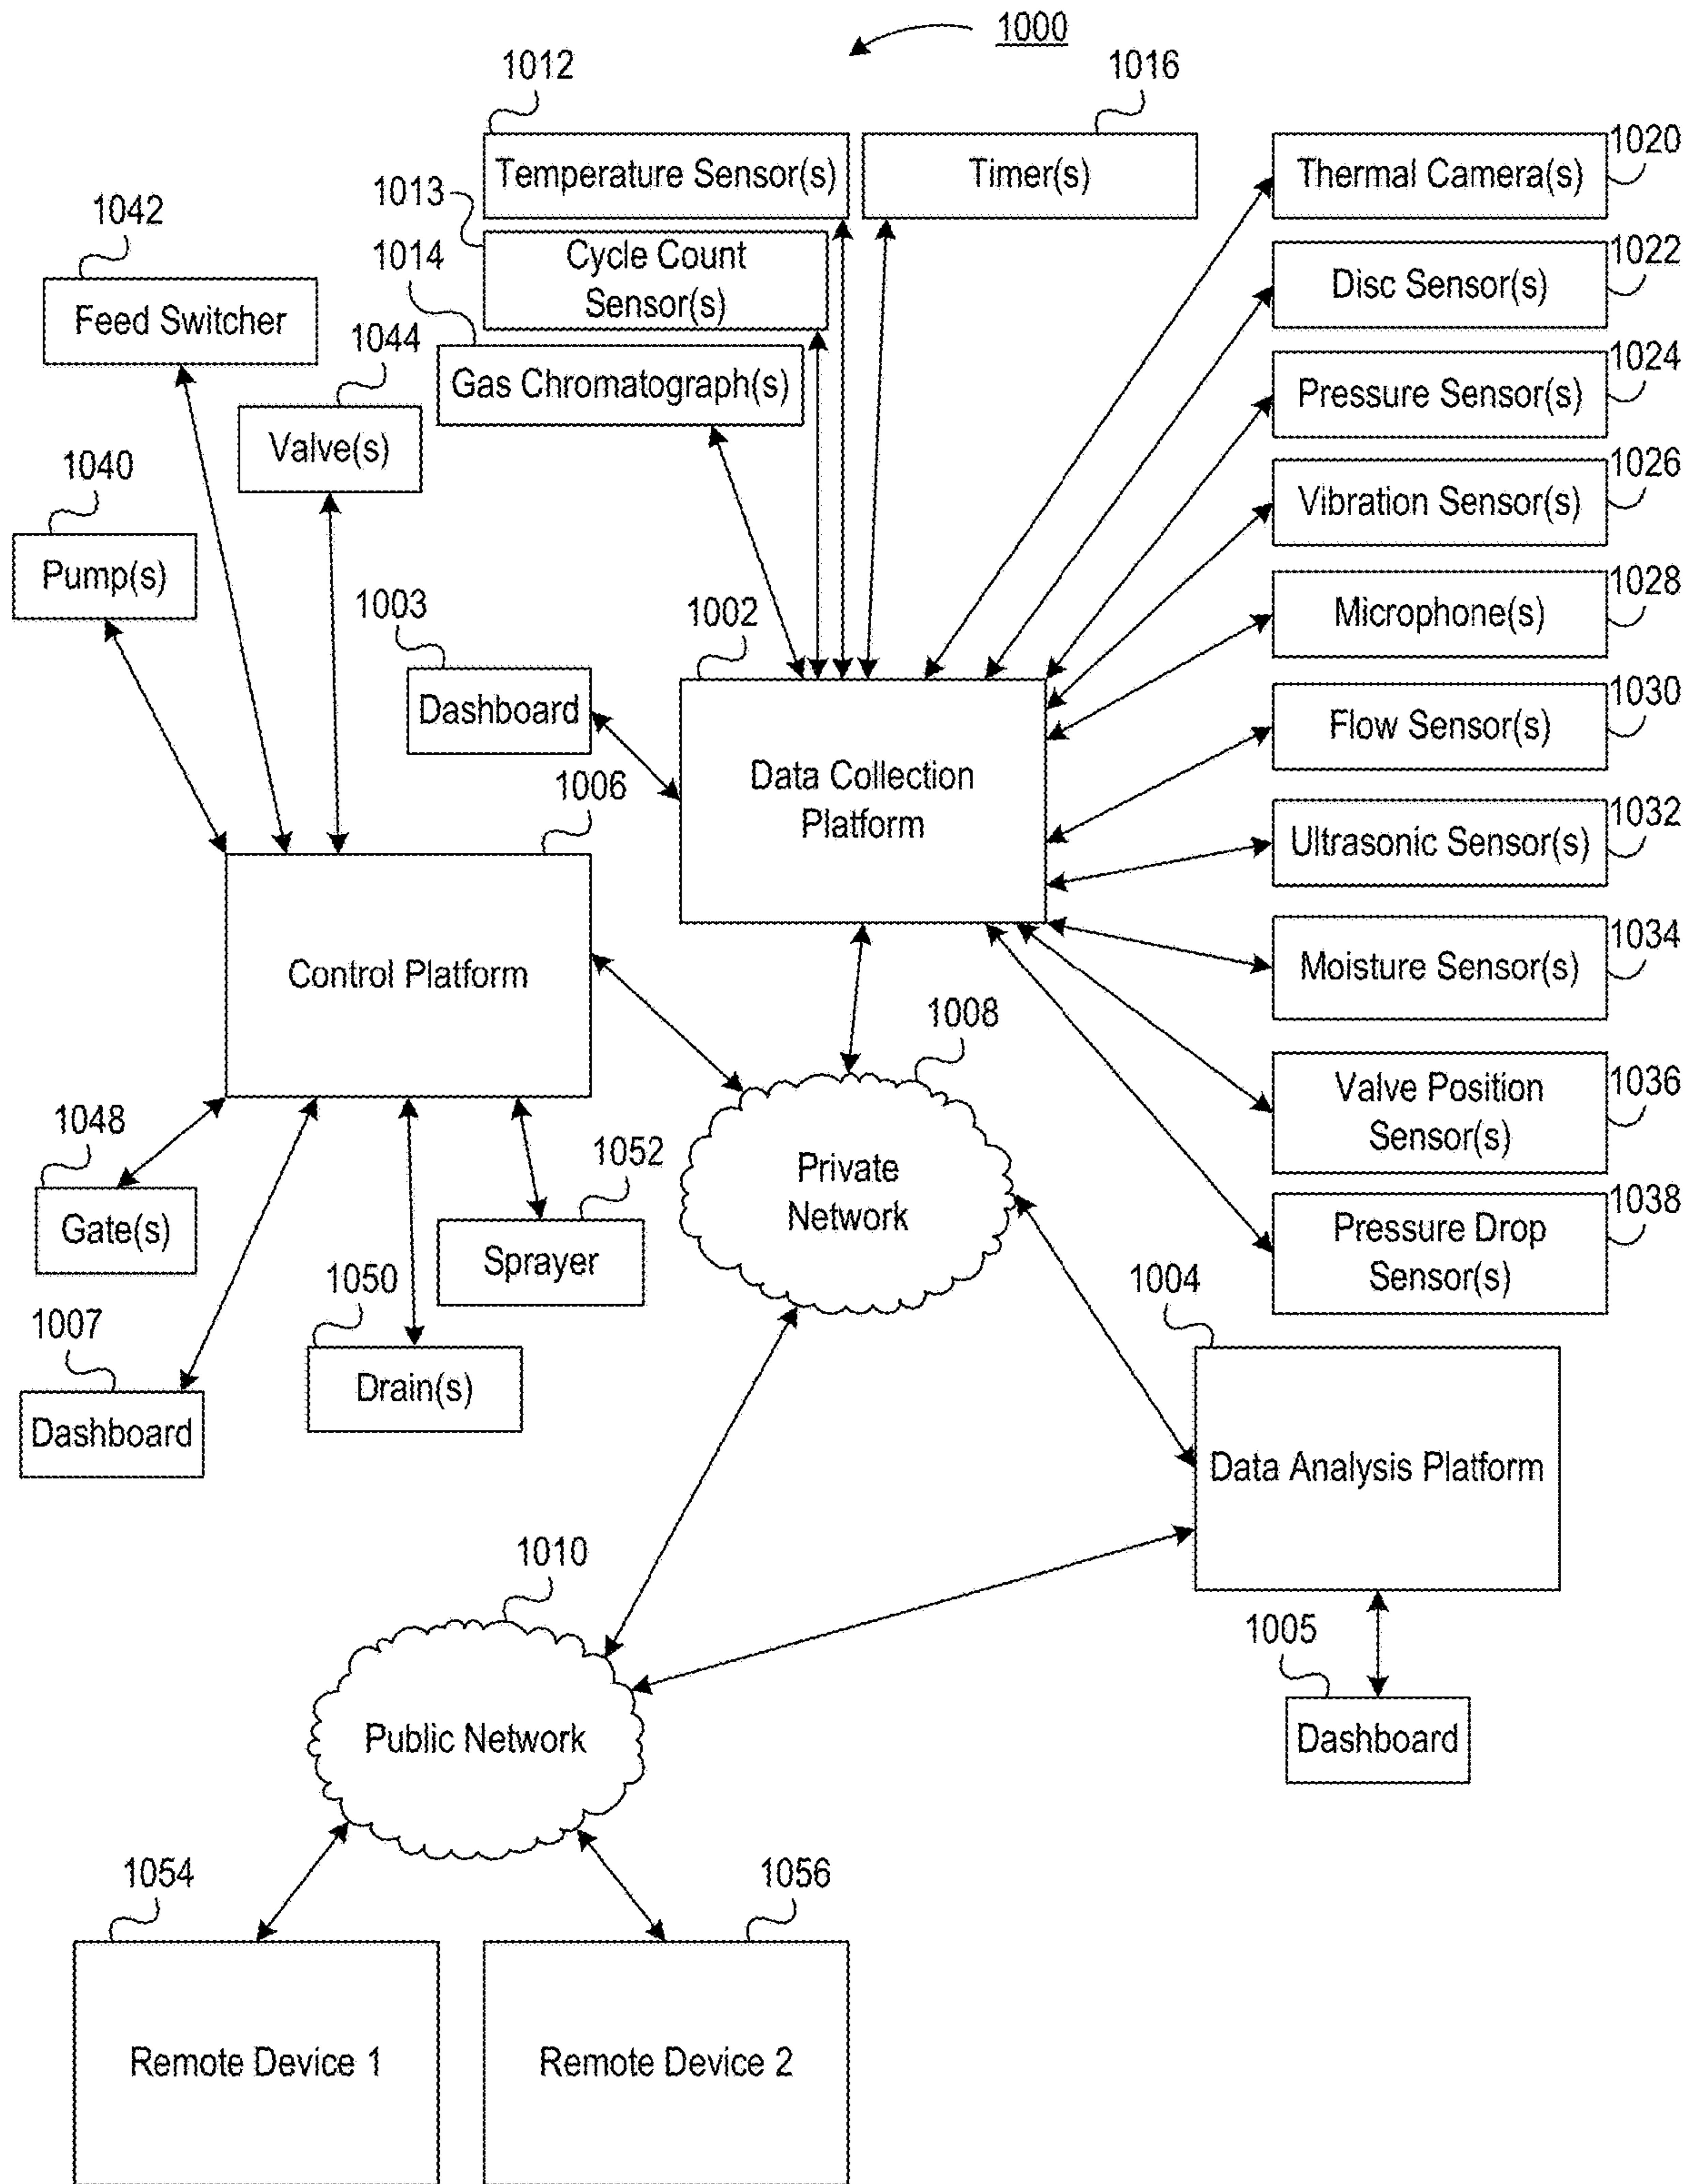 1000
1012
1016
Temperature Sensor(s)
Timer(s)
1020
Thermal Camera(s)
1013
1042
Cycle Count
Sensor(s)
1022
Disc Sensor(s)
1014
Feed Switcher
1044
Gas Chromatograph(s)
1024
Pressure Sensor(s)
Valve(s)
1040
1026
Vibration Sensor(s)
Pump(s)
1003
1002
1028
Microphone(s)
Dashboard
1030
Flow Sensor(s)
1006
Data Collection
Platform
1032
Ultrasonic Sensor(s)
Control Platform
1034
Moisture Sensor(s)
1008
1048
1036
Valve Position
Sensor(s)
1052
Private
Network
Gate(s)
1038
Pressure Drop
Sensor(s)
Sprayer
1050
1004
1007
Drain(s)
Dashboard
Data Analysis Platform
1010
1005
Public Network
Dashboard
1054
1056
Remote Device 1
Remote Device 2